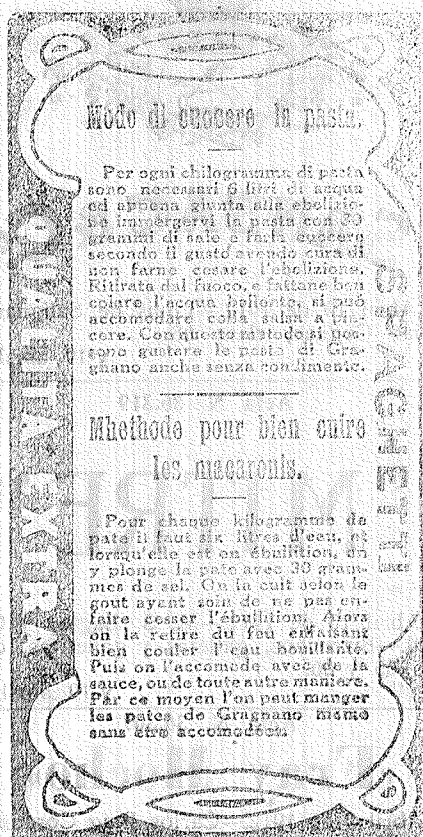 Modo di cuocere la pasta.
Per ogni chilogramma di pasta
sono necessari 6 litri di acqua
ed appena giunta alla ebolizio-
ne immergervi la pasta con 30
grammi di sale e farla cuocere
secondo il gusto avendo cura di
non farne cessare l'ebolizione.
Ritirata dal fuoco, e fattane ben
colare l'acqua bollente, si può
accomodare colla salsa a pia-
cere. Con questo metodo si pos-
sono gustare le paste di Gra-
gnano anche senza condimento.
Mhethode pour bien cuire
les macaronis.
Pour chaque kilogramme de
pate il faut six litres d'eau, et
lorsqu'elle est en ébullition, on
y plonge la pate avec 30 gram-
mes de sel. On la cuit selon le
gout ayant soin de ne pas en-
faire cesser l'ébullition. Alors
on la retire du feu enfaisant
bien couler l'eau bouillante.
Puis on l'accomode avec de la
sauce, ou de toute autre maniere.
Par ce moyen l'on peut manger
les pates de Gragnano meme
sans être accomodées.
EXTRA